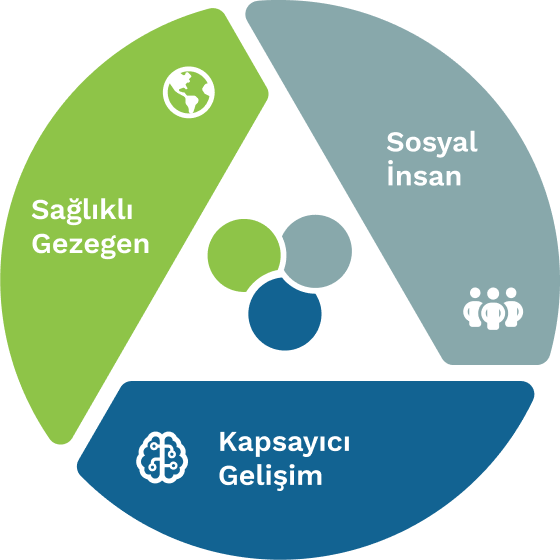 Sağlıklı
Gezegen
Sosyal
İnsan
Kapsayıcı
Gelişim